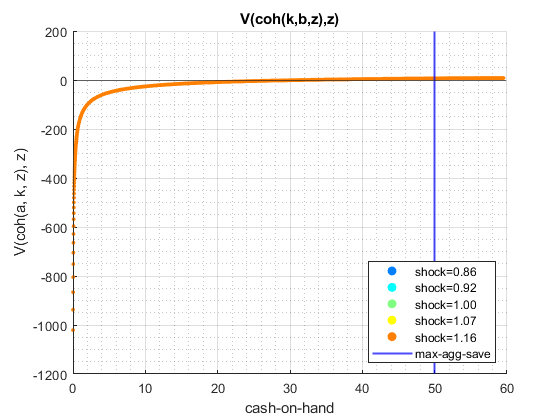 V(coh(k,b,z),z)
200
0
-200
-400
-600
-800
-1000
-1200
V(coh(a, k, z), z)
0
10
20
30
40
50
60
cash-on-hand
shock=0.86
shock=0.92
shock=1.00
shock=1.07
shock=1.16
max-agg-save